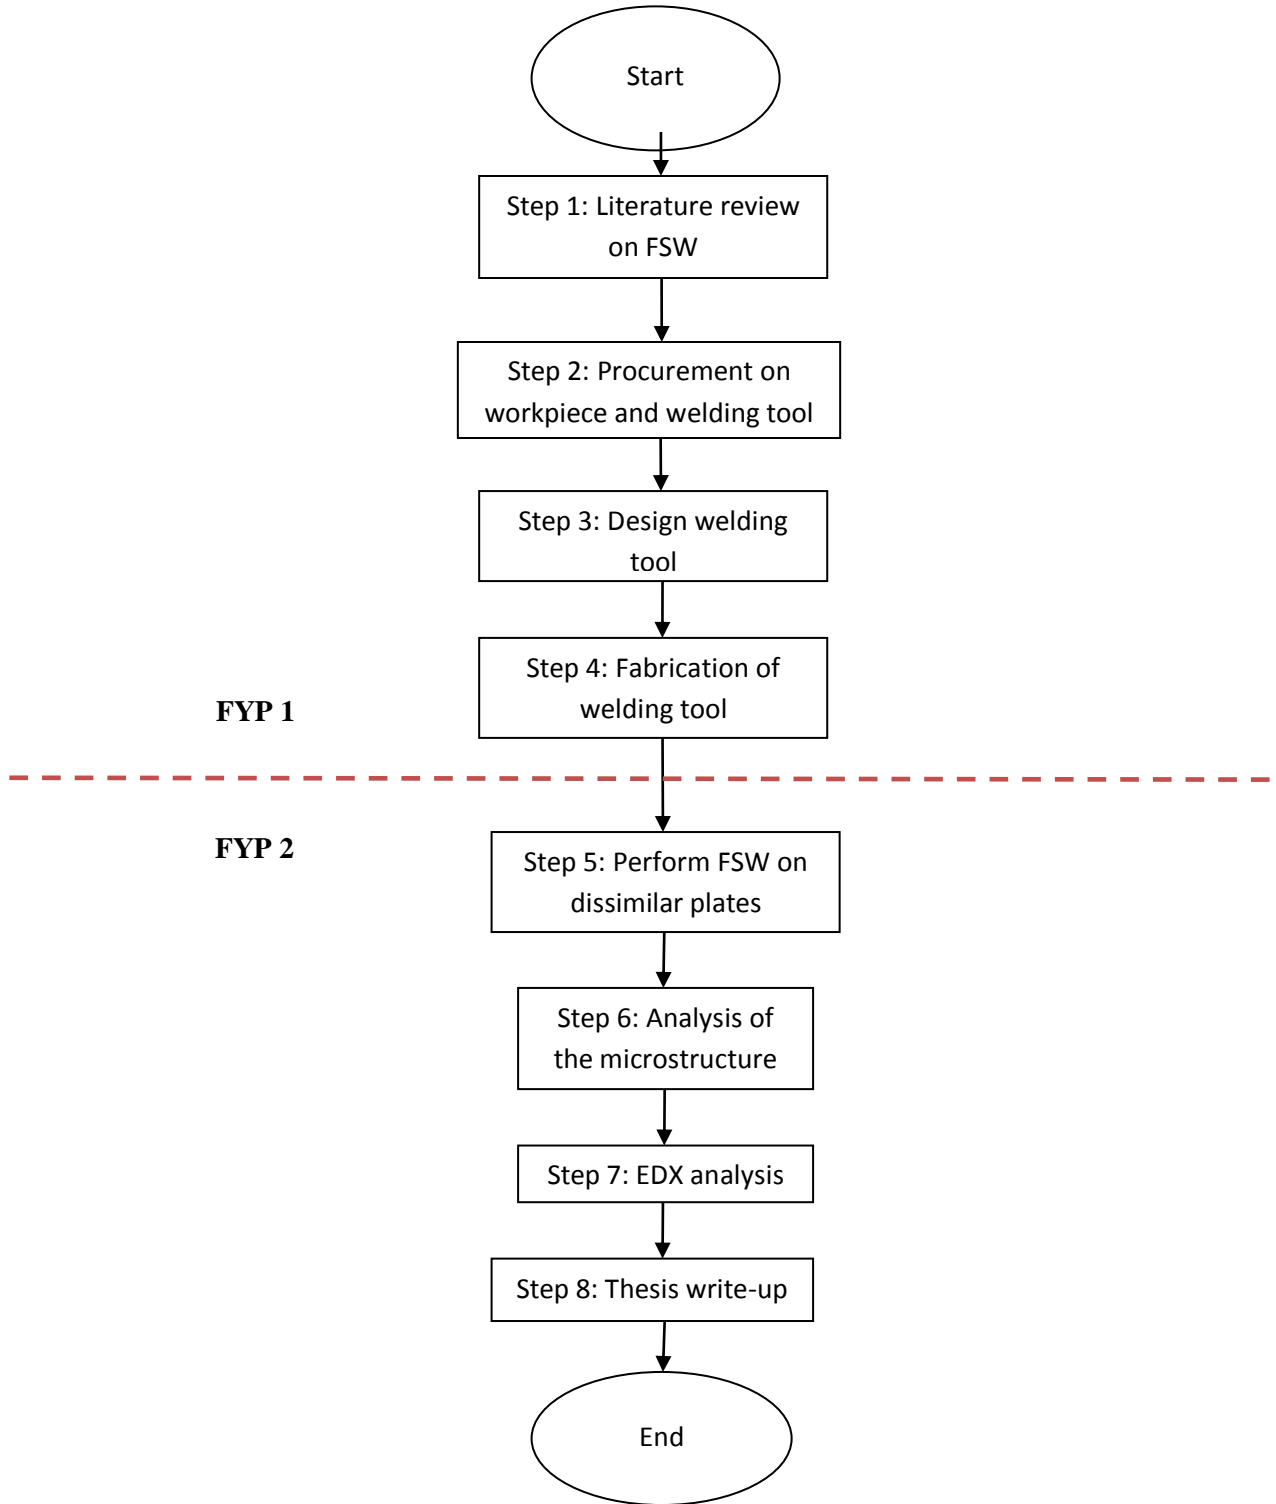 Start
Step 1: Literature review
on FSW
Step 2: Procurement on
workpiece and welding tool
Step 3: Design welding
tool
Step 4: Fabrication of
welding tool
FYP 1
FYP 2
Step 5: Perform FSW on
dissimilar plates
Step 6: Analysis of
the microstructure
Step 7: EDX analysis
Step 8: Thesis write-up
End